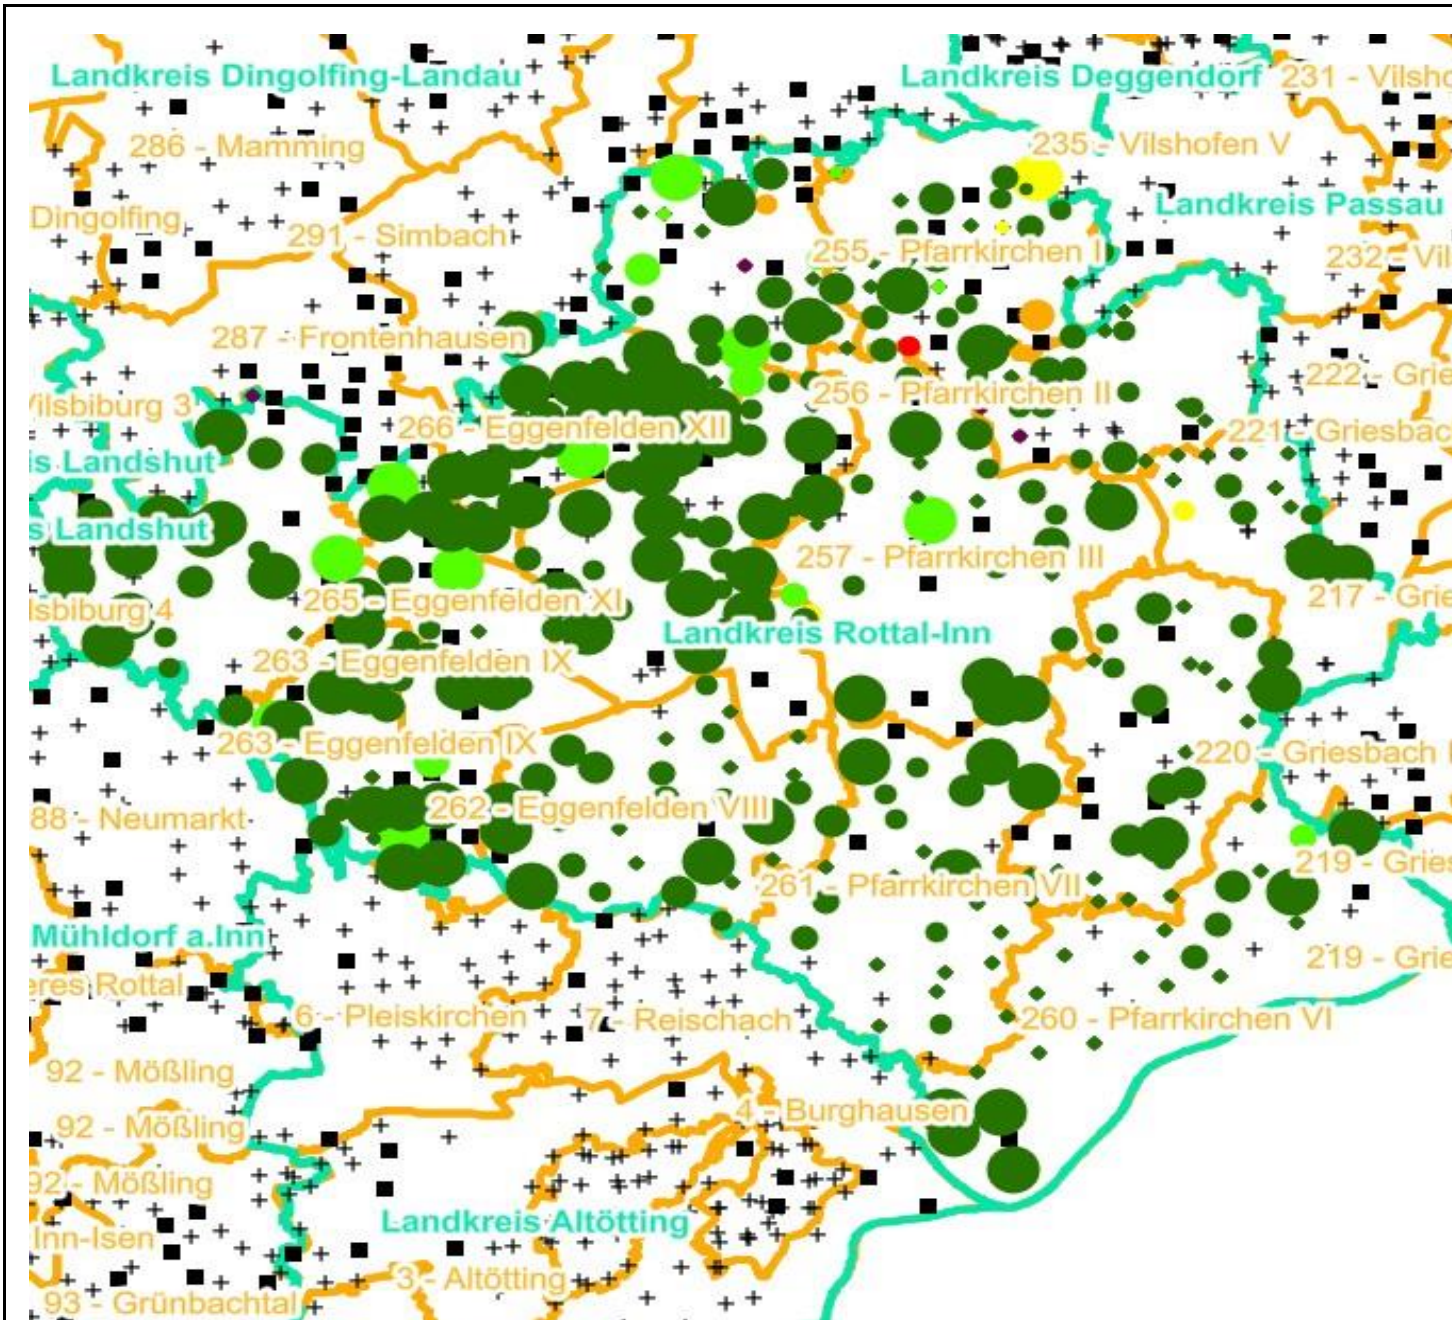 Landkreis Dingolfing-Landau
Landkreis Deggendorf
231 - Vilsho
286 - Mamming
235 - Vilshofen V
Landkreis Passau
Dingolfing
291 - Simbach
255 - Pfarrkirchen I
232 - Vil
287 - Frontenhausen
222 - Grie
Vilsbiburg 3
256 - Pfarrkirchen II
266 - Eggenfelden XII
221 - Griesbac
is Landshut
s Landshut
257 - Pfarrkirchen III
lsbiburg 4
265 - Eggenfelden XI
217 - Grie
Landkreis Rottal-Inn
263 - Eggenfelden IX
263 - Eggenfelden IX
220 - Griesbach
88 - Neumarkt
262 - Eggenfelden VIII
219 - Grie
261 - Pfarrkirchen VII
Mühldorf a.Inn
219 - Grie
eres Rottal
6 - Pleiskirchen
7 - Reischach
260 - Pfarrkirchen VI
92 - Mößling
4 - Burghausen
92 - Mößling
92 - Mößling
Landkreis Altötting
Inn-Isen
3 - Altötting
93 - Grünbachtal